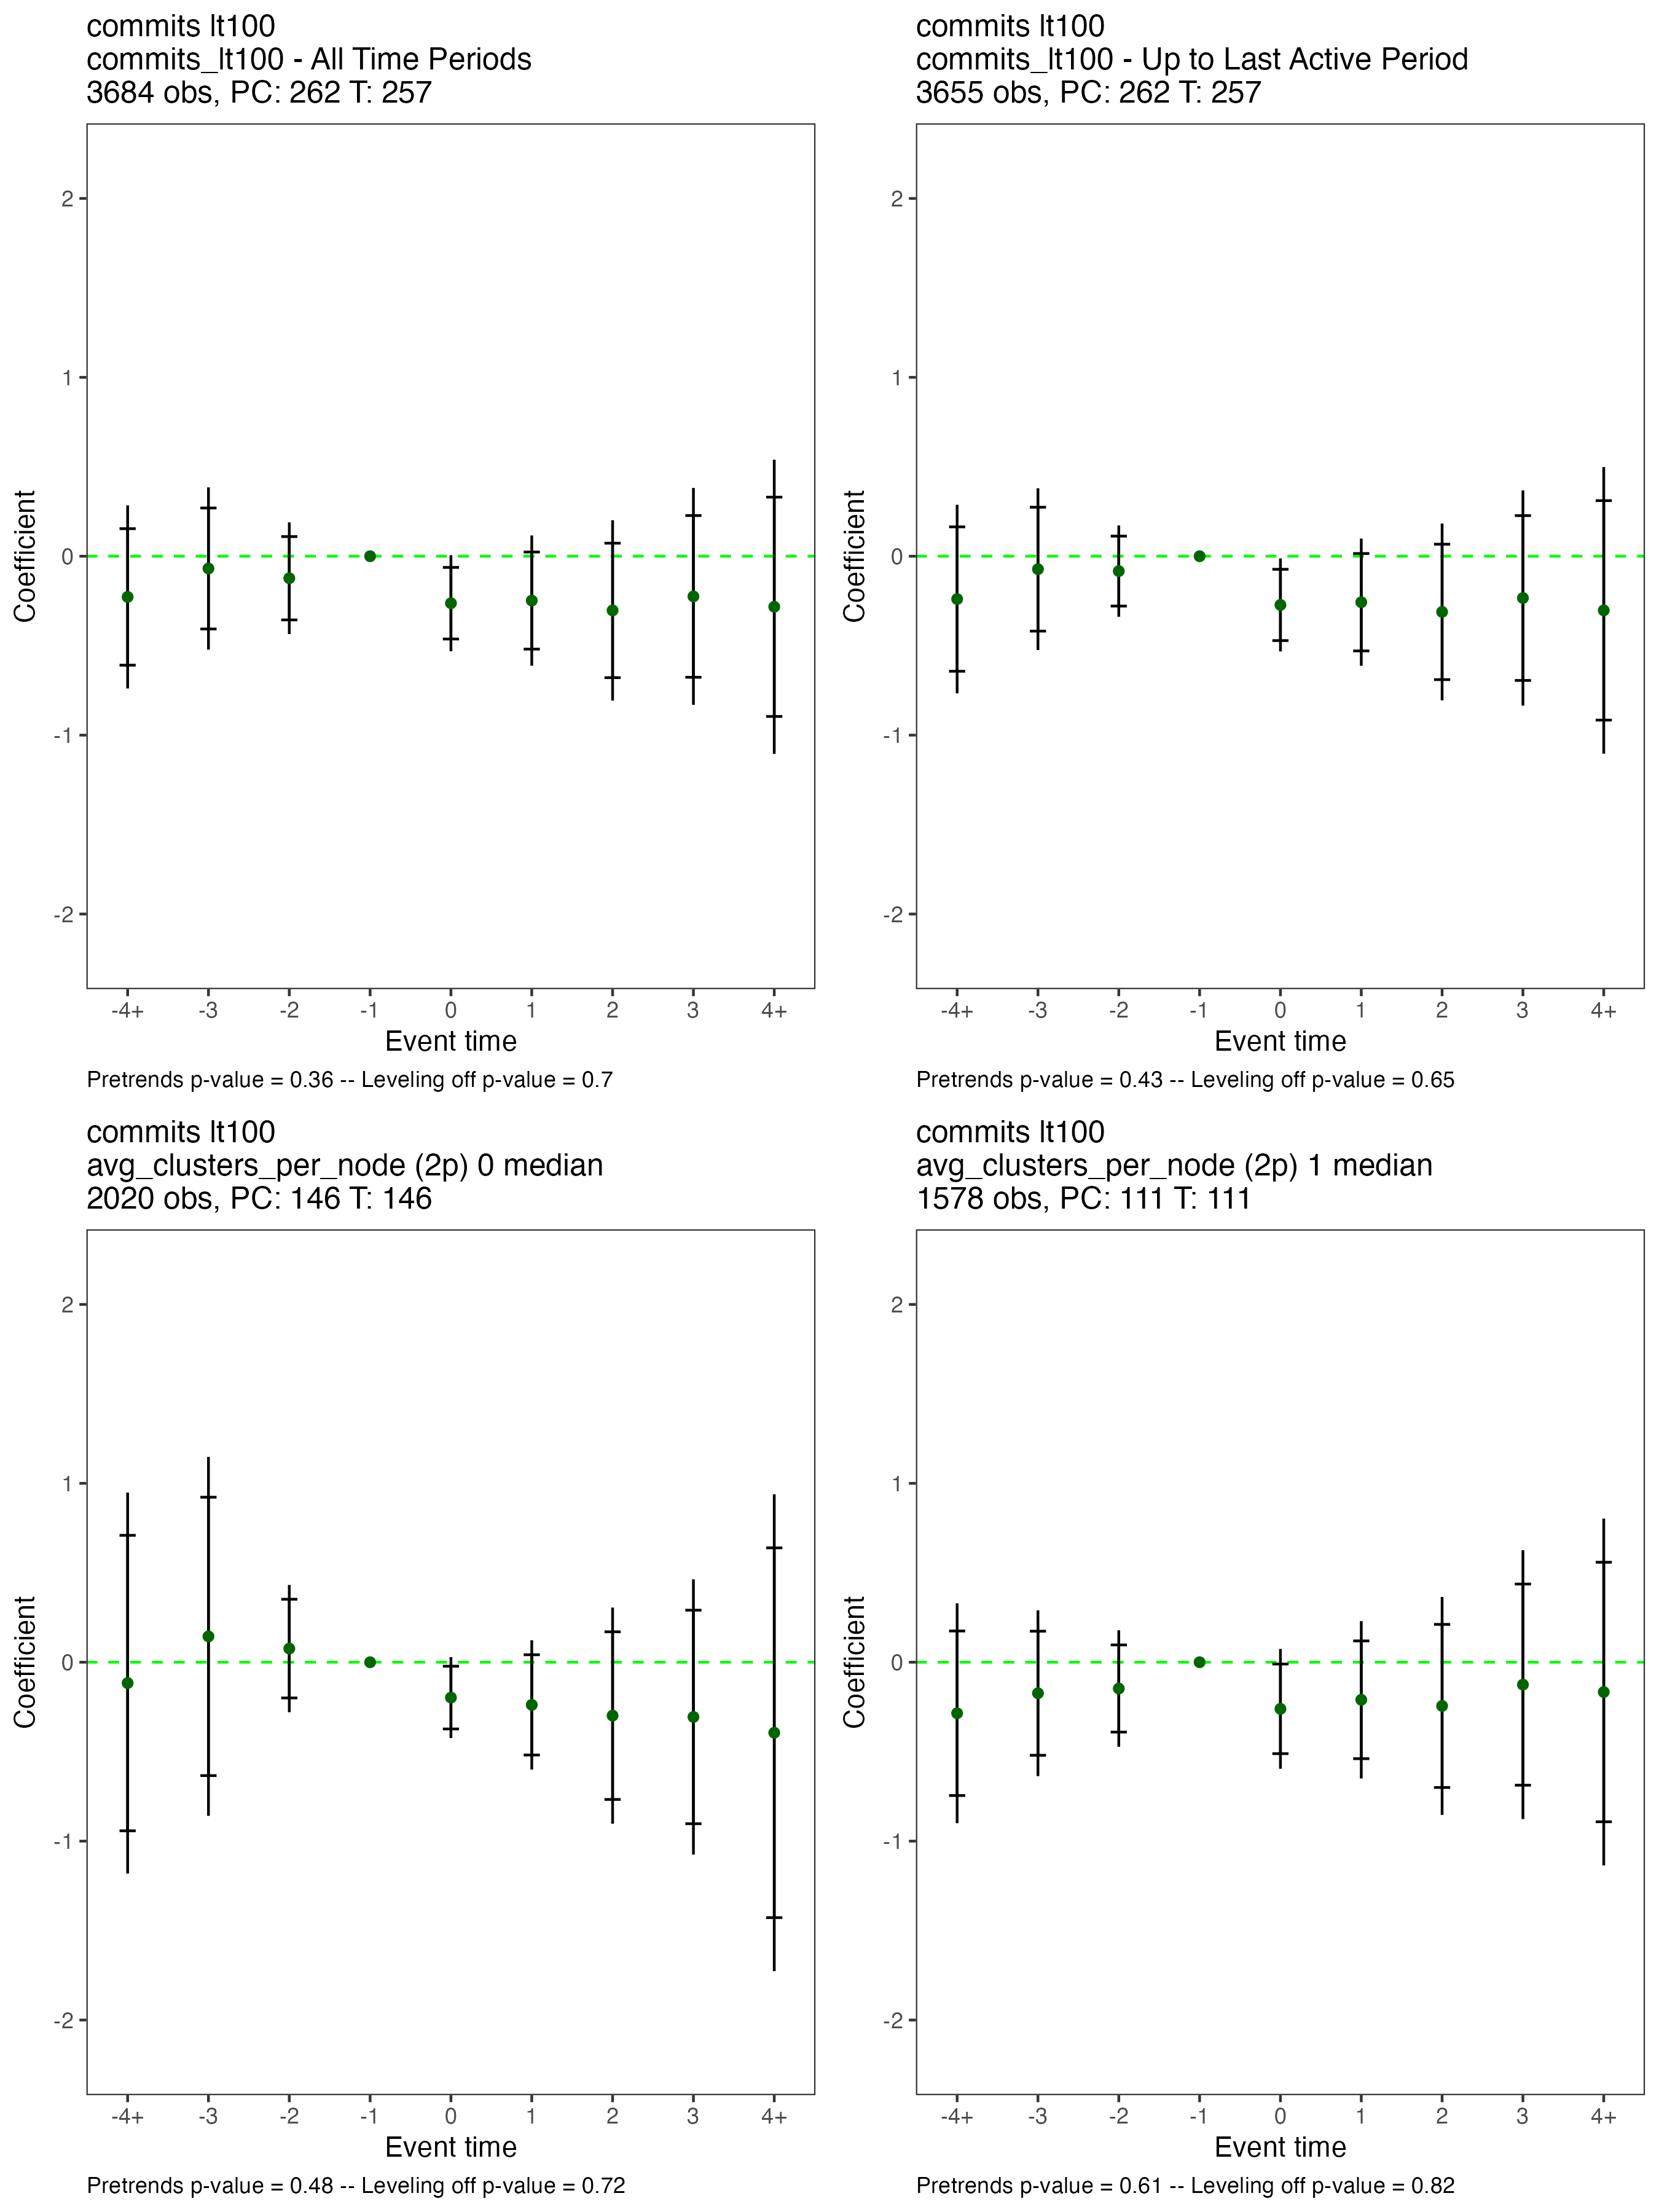 commits lt100
commits_lt100 - All Time Periods
3684 obs, PC: 262 T: 257
2
1
0
-1
-2
Coefficient
-4+ -3 -2 -1 0 1 2 3 4+
Event time
Pretrends p-value = 0.36 -- Leveling off p-value = 0.7
commits lt100
commits_lt100 - Up to Last Active Period
3655 obs, PC: 262 T: 257
2
1
0
-1
-2
Coefficient
-4+ -3 -2 -1 0 1 2 3 4+
Event time
Pretrends p-value = 0.43 -- Leveling off p-value = 0.65
commits lt100
avg_clusters_per_node (2p) 0 median
2020 obs, PC: 146 T: 146
2
1
0
-1
-2
Coefficient
-4+ -3 -2 -1 0 1 2 3 4+
Event time
Pretrends p-value = 0.48 -- Leveling off p-value = 0.72
commits lt100
avg_clusters_per_node (2p) 1 median
1578 obs, PC: 111 T: 111
2
1
0
-1
-2
Coefficient
-4+ -3 -2 -1 0 1 2 3 4+
Event time
Pretrends p-value = 0.61 -- Leveling off p-value = 0.82